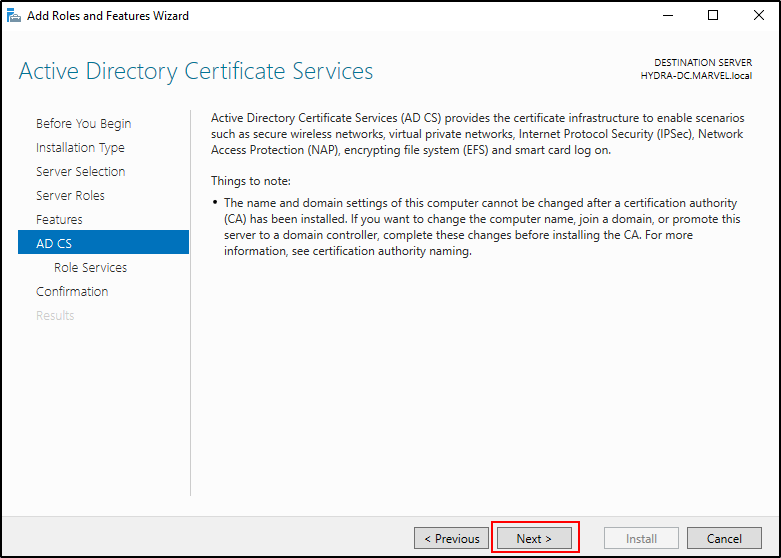 Add Roles and Features Wizard
Active Directory Certificate Services
DESTINATION SERVER
HYDRA-DC.MARVEL.local
Before You Begin
Installation Type
Server Selection
Server Roles
Features
AD CS
Role Services
Confirmation
Results
Active Directory Certificate Services (AD CS) provides the certificate infrastructure to enable scenarios
such as secure wireless networks, virtual private networks, Internet Protocol Security (IPSec), Network
Access Protection (NAP), encrypting file system (EFS) and smart card log on.
Things to note:
• The name and domain settings of this computer cannot be changed after a certification authority
(CA) has been installed. If you want to change the computer name, join a domain, or promote this
server to a domain controller, complete these changes before installing the CA. For more
information, see certification authority naming.
< Previous
Next >
Install
Cancel